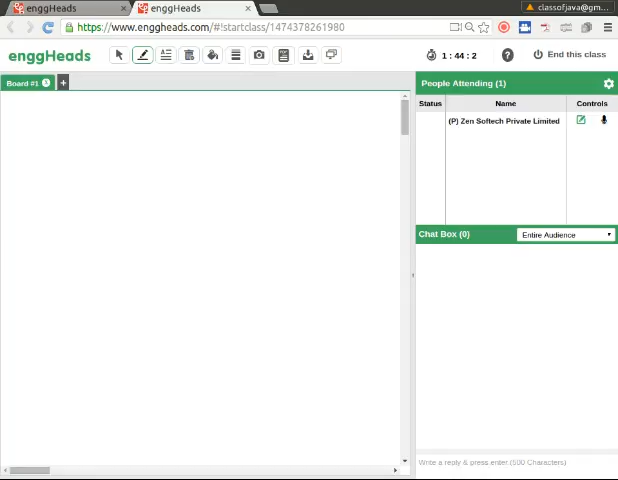 enggHeads
enggHeads
classofjava@gm...
https://www.enggheads.com/#!startclass/1474378261980
enggHeads
1 : 44 : 2
?
End this class
Board #1
+
People Attending (1)
Status
Name
Controls
(P) Zen Softech Private Limited
Chat Box (0)
Entire Audience
Write a reply & press enter (500 Characters)